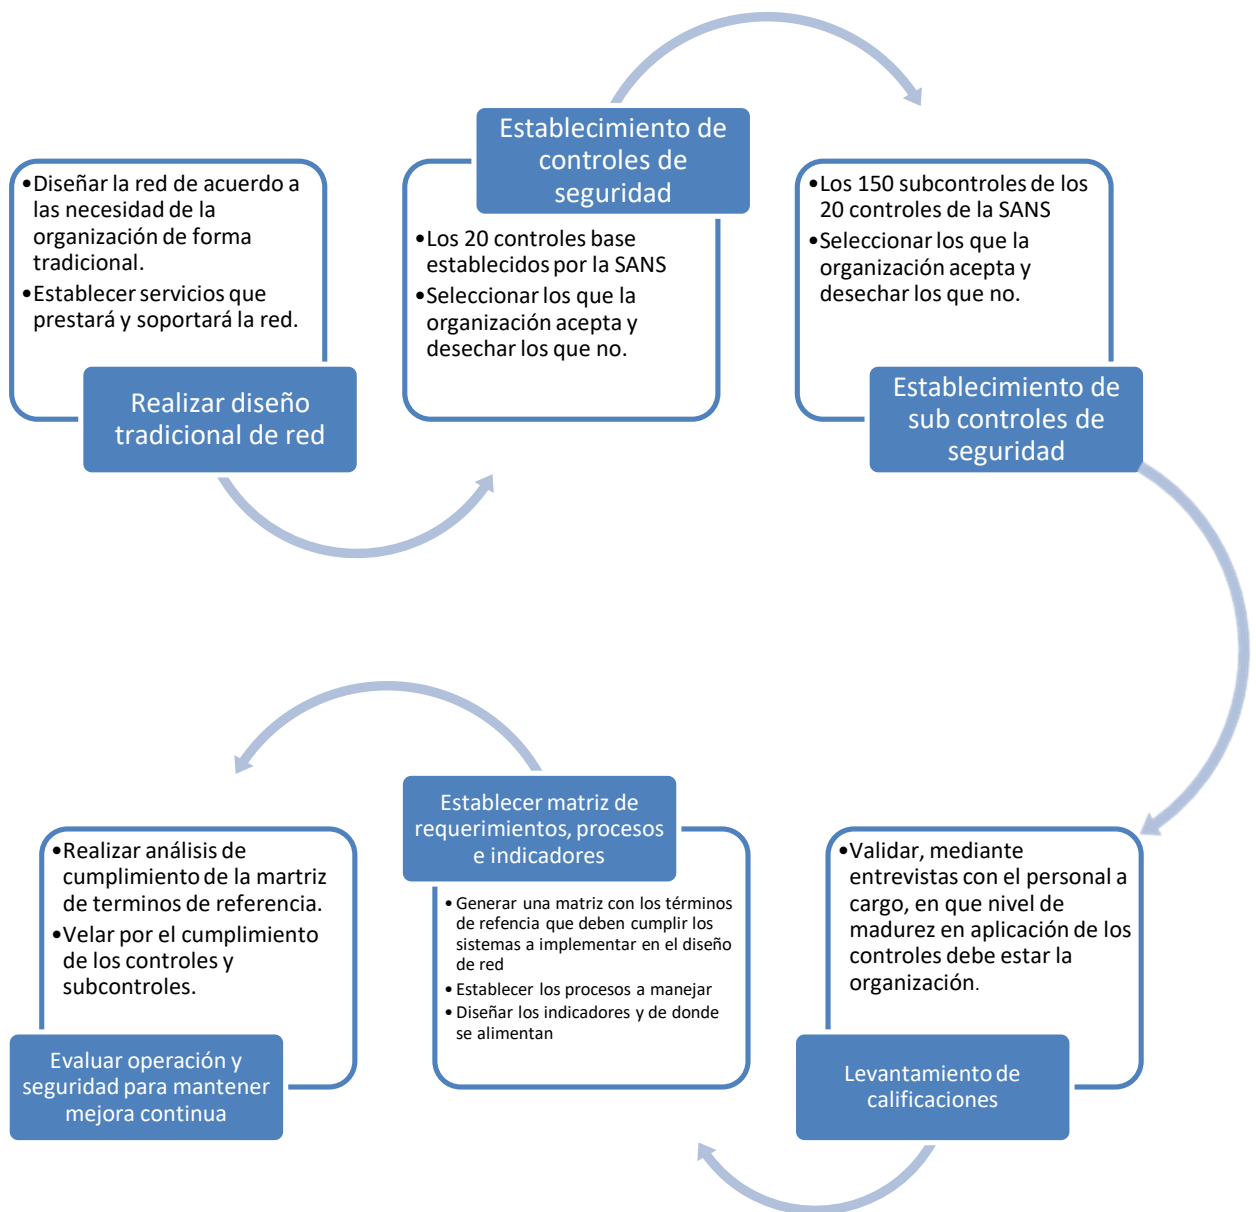 •Diseñar la red de acuerdo a
las necesidad de la
organización de forma
tradicional.
•Establecer servicios que
prestará y soportará la red.
Realizar diseño
tradicional de red
Establecimiento de
controles de
seguridad
•Los 20 controles base
establecidos por la SANS
•Seleccionar los que la
organización acepta y
desechar los que no.
•Los 150 subcontroles de los
20 controles de la SANS
•Seleccionar los que la
organización acepta y
desechar los que no.
Establecimiento de
sub controles de
seguridad
•Validar, mediante
entrevistas con el personal a
cargo, en que nivel de
madurez en aplicación de los
controles debe estar la
organización.
Levantamiento de
calificaciones
Establecer matriz de
requerimientos, procesos
e indicadores
• Generar una matriz con los términos
de refencia que deben cumplir los
sistemas a implementar en el diseño
de red
• Establecer los procesos a manejar
• Diseñar los indicadores y de donde
se alimentan
•Realizar análisis de
cumplimiento de la martriz
de terminos de referencia.
•Velar por el cumplimiento
de los controles y
subcontroles.
Evaluar operación y
seguridad para mantener
mejora continua